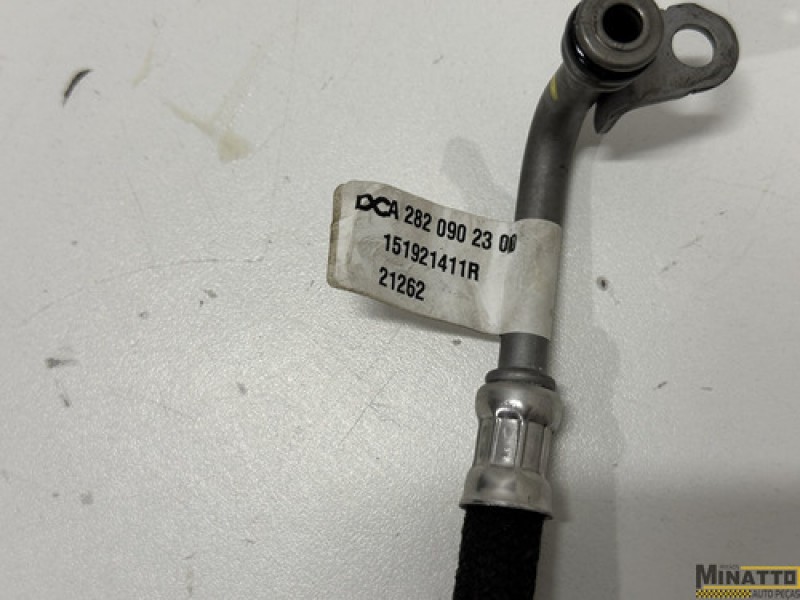 DCA 282 090 23 00
151921411R
21262
MINATTO
AUTO PEÇAS